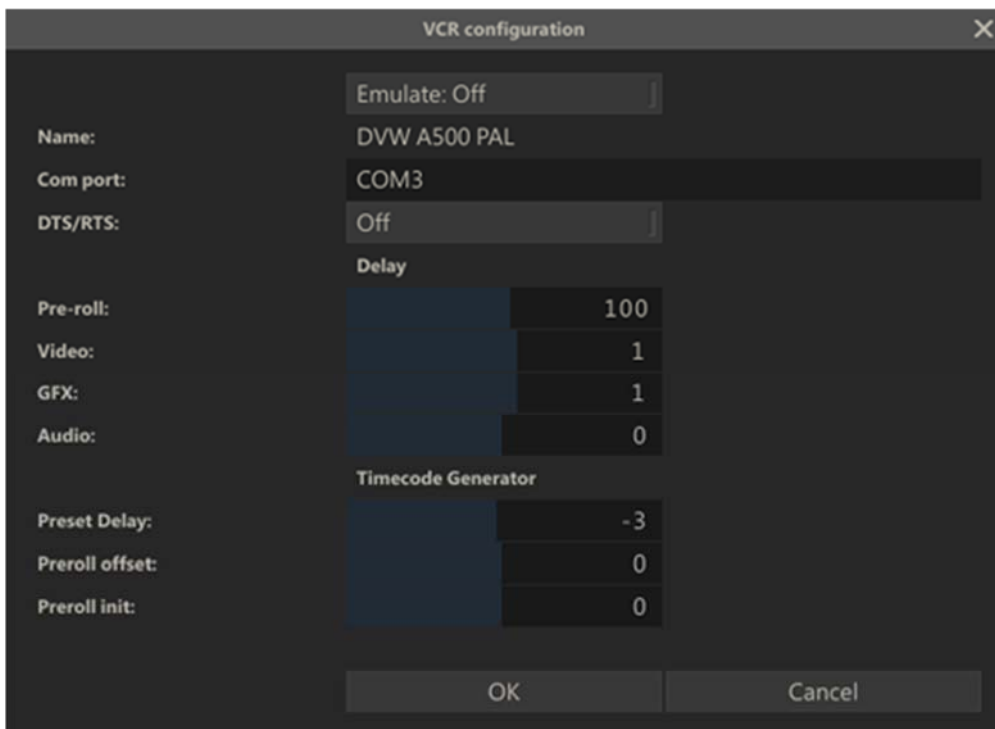 VCR configuration
Emulate: Off
Name: DVW A500 PAL
Com port: COM3
DTS/RTS: Off
Delay
Pre-roll: 100
Video: 1
GFX: 1
Audio: 0
Timecode Generator
Preset Delay: -3
Preroll offset: 0
Preroll init: 0
OK Cancel